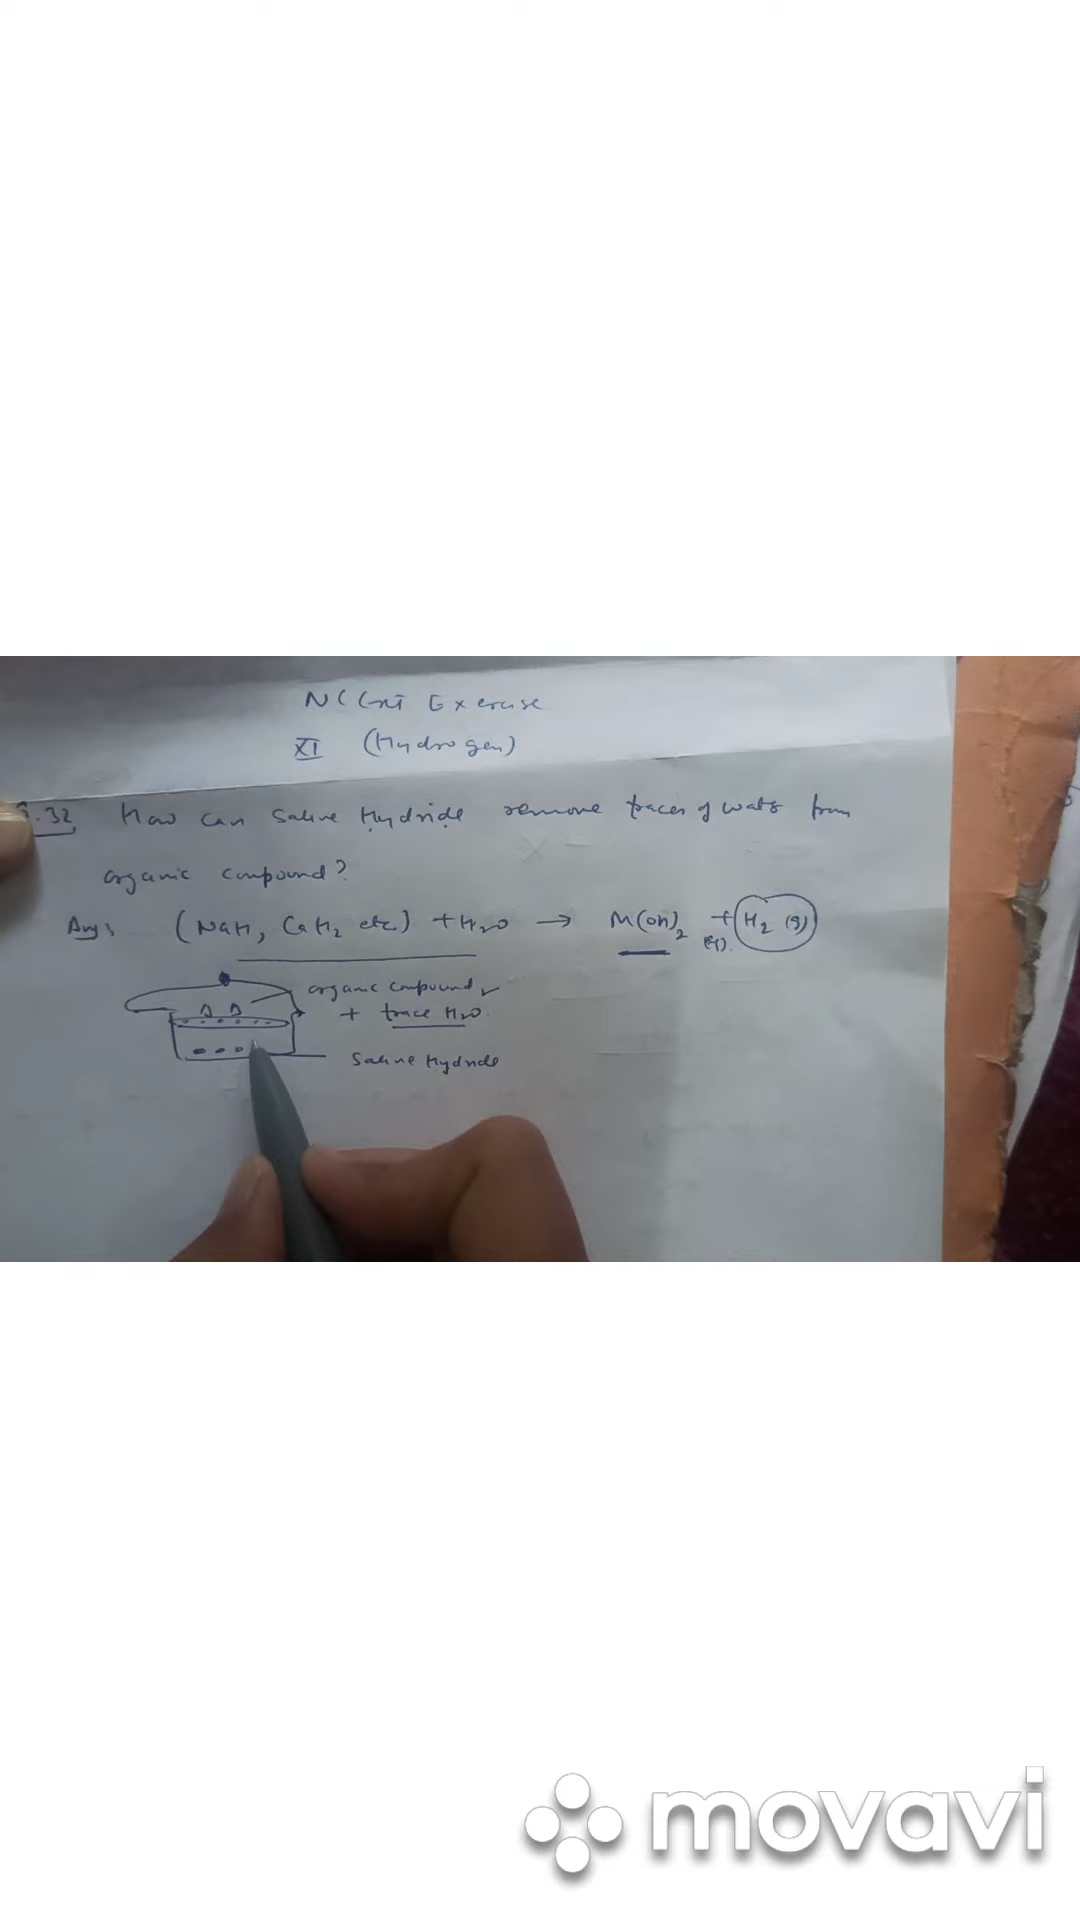 NCERT Exercise
XI (Hydrogen)
.32 How can Saline Hydride remove traces of water from
organic compound?
Ans: (NaH, CaH2 etc) + H2O → M(OH)2 + H2 (g)
organic compound
+ trace H2O
Saline Hydride
movavi